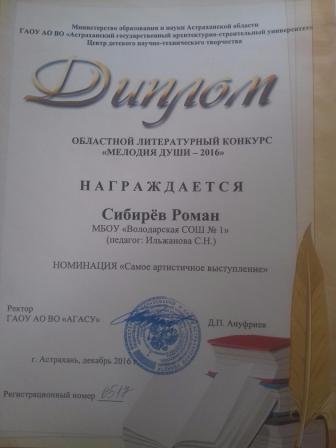 Министерство образования и науки Астраханской области
ГАОУ АО ВО «Астраханский государственный архитектурно-строительный университет»
Центр детского научно-технического творчества
Диплом
ОБЛАСТНОЙ ЛИТЕРАТУРНЫЙ КОНКУРС
«МЕЛОДИЯ ДУШИ – 2016»
НАГРАЖДАЕТСЯ
Сибирёв Роман
МБОУ «Володарская СОШ № 1»
(педагог: Ильжанова С.Н.)
НОМИНАЦИЯ «Самое артистичное выступление»
Ректор
ГАОУ АО ВО «АГАСУ»
Д.П. Ануфриев
г. Астрахань, декабрь 2016 г.
Регистрационный номер 0517